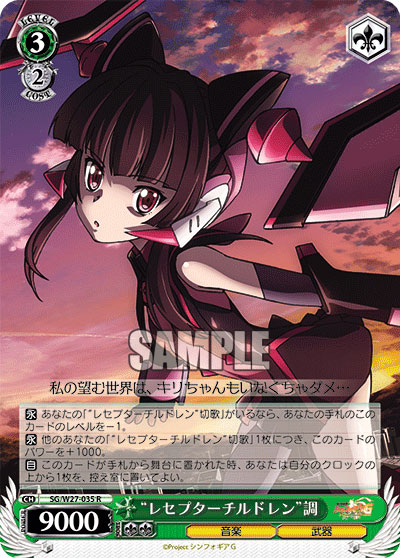 LEVEL
3
2
COST
SAMPLE
私の望む世界は、キリちゃんもいなくちゃダメ…
永 あなたの「“レセプターチルドレン”切歌」がいるなら、あなたの手札のこの
カードのレベルを-1。
永 他のあなたの「“レセプターチルドレン”切歌」1枚につき、このカードの
パワーを+1000。
自 このカードが手札から舞台に置かれた時、あなたは自分のクロックの
上から1枚を、控え室に置いてよい。
CH SG/W27-035 R
9000
“レセプターチルドレン”調
音楽
武器
©Project シンフォギアG